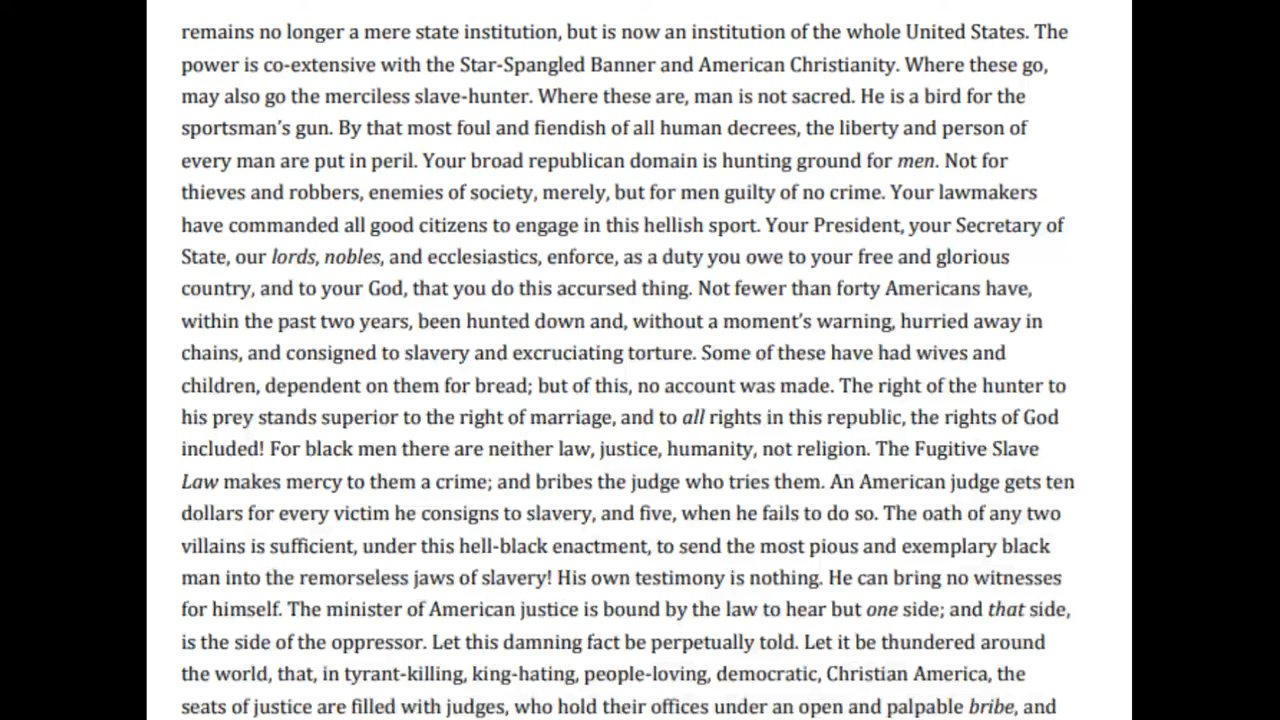 remains no longer a mere state institution, but is now an institution of the whole United States. The
power is co-extensive with the Star-Spangled Banner and American Christianity. Where these go,
may also go the merciless slave-hunter. Where these are, man is not sacred. He is a bird for the
sportsman's gun. By that most foul and fiendish of all human decrees, the liberty and person of
every man are put in peril. Your broad republican domain is hunting ground for men. Not for
thieves and robbers, enemies of society, merely, but for men guilty of no crime. Your lawmakers
have commanded all good citizens to engage in this hellish sport. Your President, your Secretary of
State, our lords, nobles, and ecclesiastics, enforce, as a duty you owe to your free and glorious
country, and to your God, that you do this accursed thing. Not fewer than forty Americans have,
within the past two years, been hunted down and, without a moment's warning, hurried away in
chains, and consigned to slavery and excruciating torture. Some of these have had wives and
children, dependent on them for bread; but of this, no account was made. The right of the hunter to
his prey stands superior to the right of marriage, and to all rights in this republic, the rights of God
included! For black men there are neither law, justice, humanity, not religion. The Fugitive Slave
Law makes mercy to them a crime; and bribes the judge who tries them. An American judge gets ten
dollars for every victim he consigns to slavery, and five, when he fails to do so. The oath of any two
villains is sufficient, under this hell-black enactment, to send the most pious and exemplary black
man into the remorseless jaws of slavery! His own testimony is nothing. He can bring no witnesses
for himself. The minister of American justice is bound by the law to hear but one side; and that side,
is the side of the oppressor. Let this damning fact be perpetually told. Let it be thundered around
the world, that, in tyrant-killing, king-hating, people-loving, democratic, Christian America, the
seats of justice are filled with judges, who hold their offices under an open and palpable bribe, and